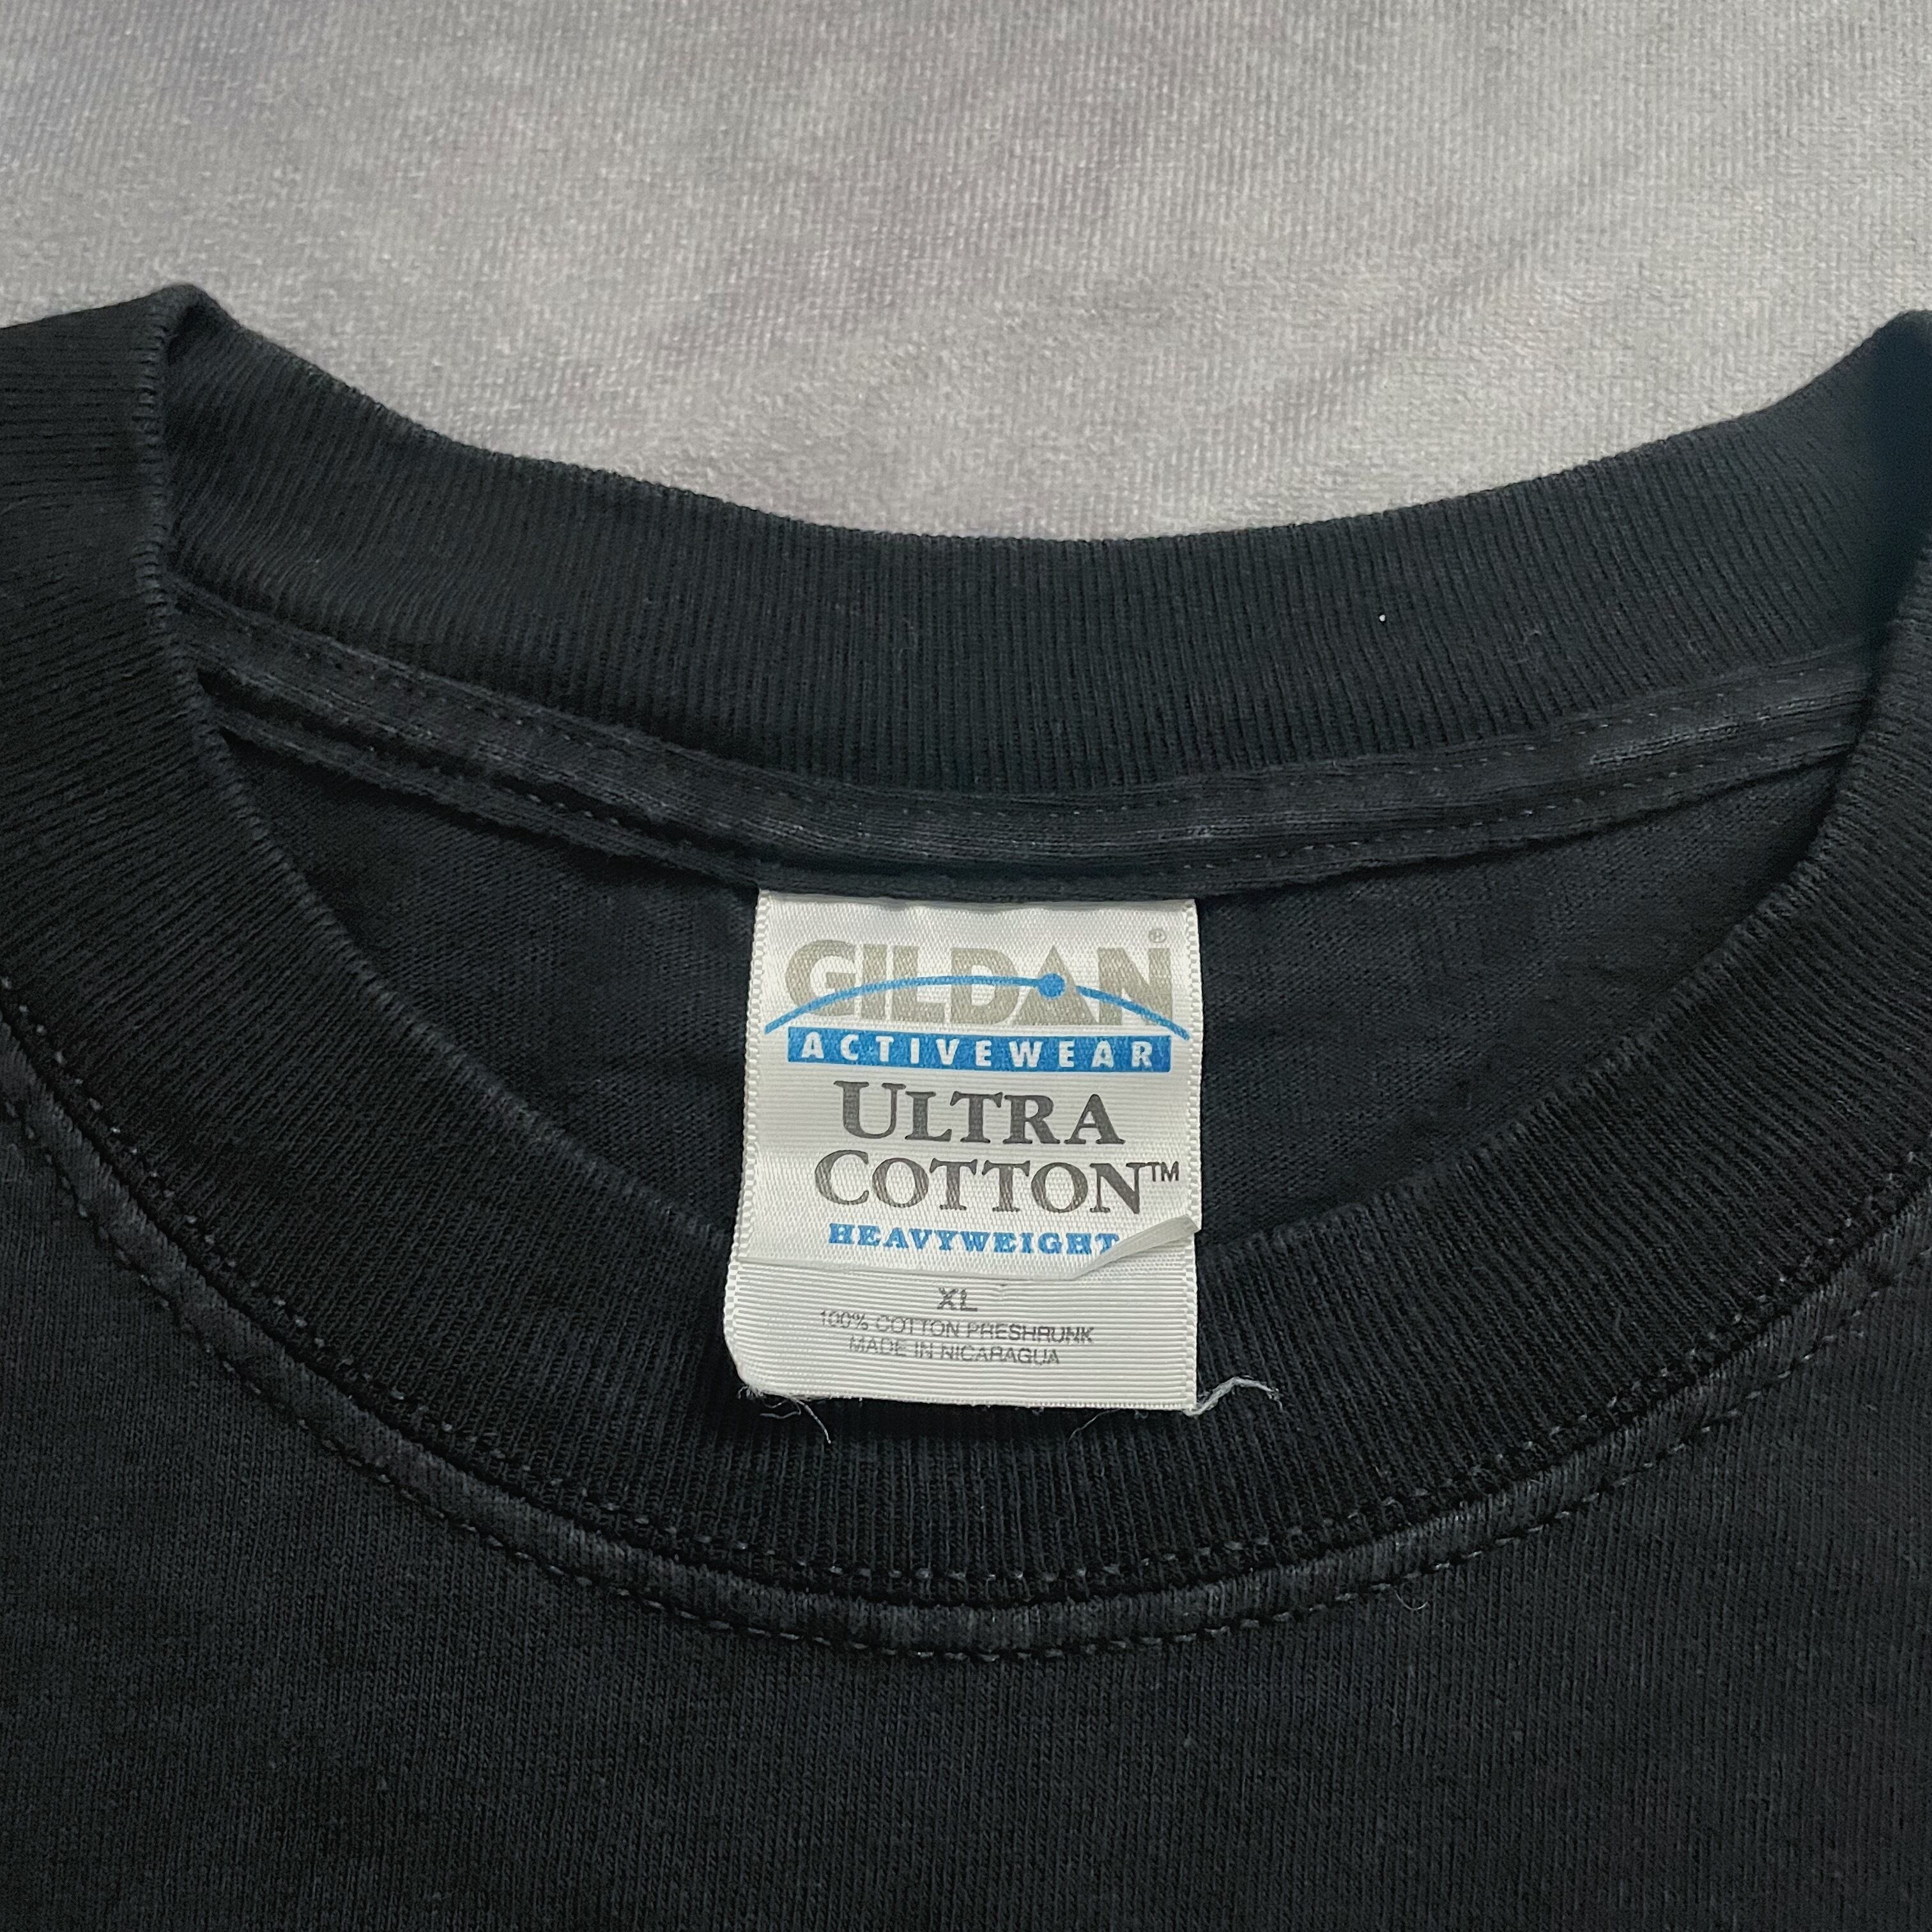 GILDAN®
ACTIVEWEAR
ULTRA
COTTON™
HEAVYWEIGHT
XL
100% COTTON PRESHRUNK
MADE IN NICARAGUA